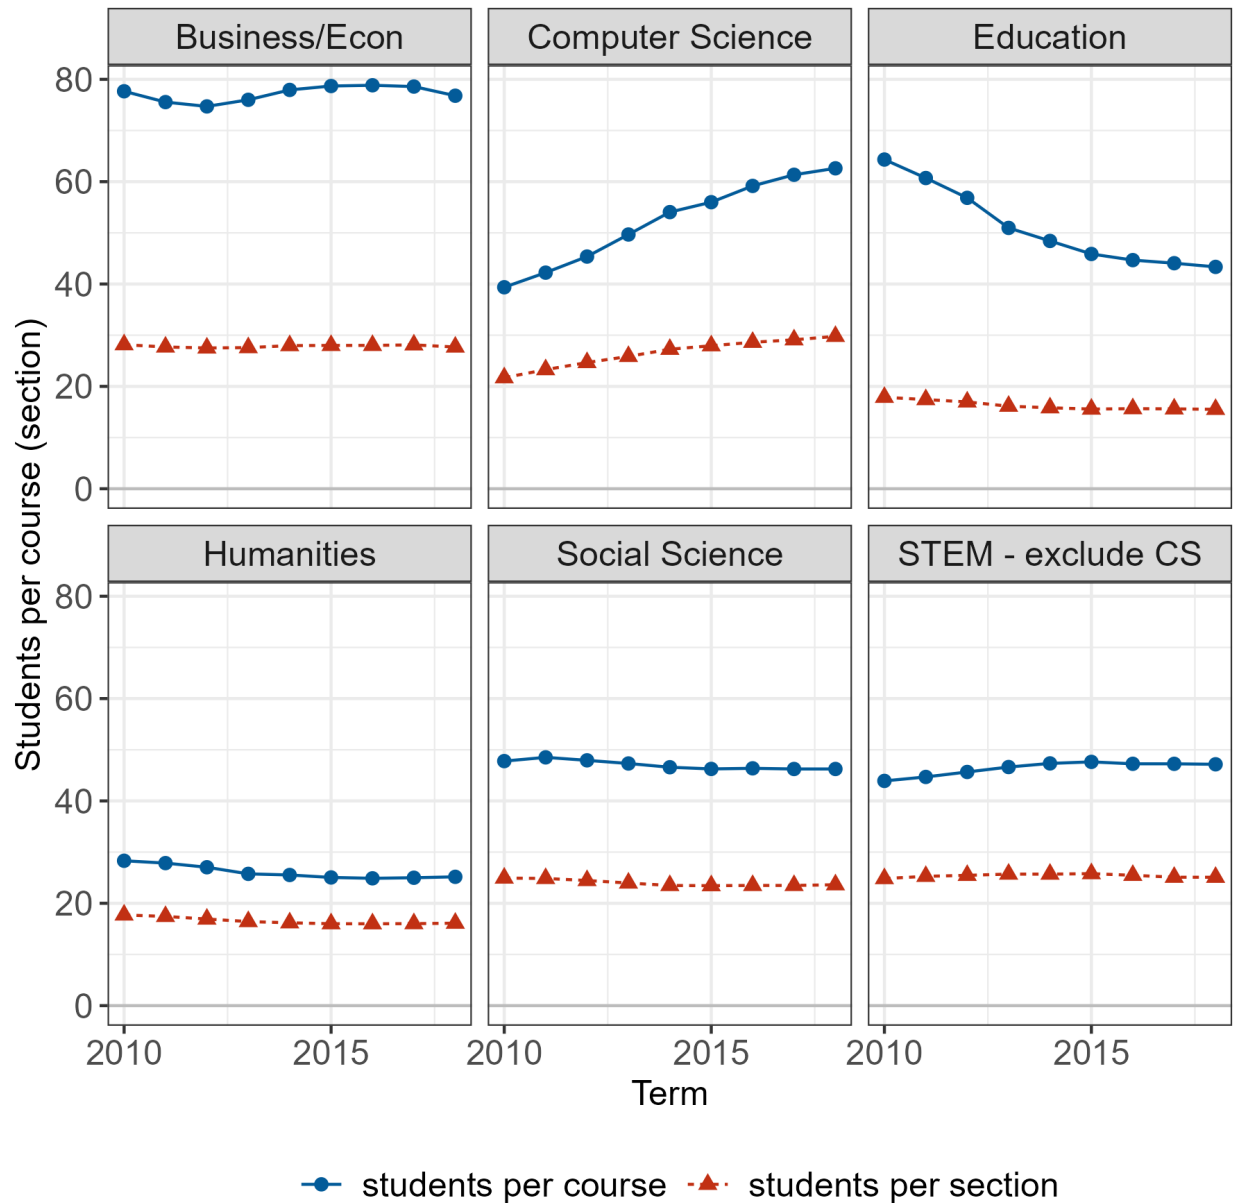 Business/Econ
Computer Science
Education
80
60
40
20
0
Humanities
Social Science
STEM - exclude CS
80
60
40
20
0
2010
2015
2010
2015
2010
2015
Students per course (section)
Term
students per course
students per section